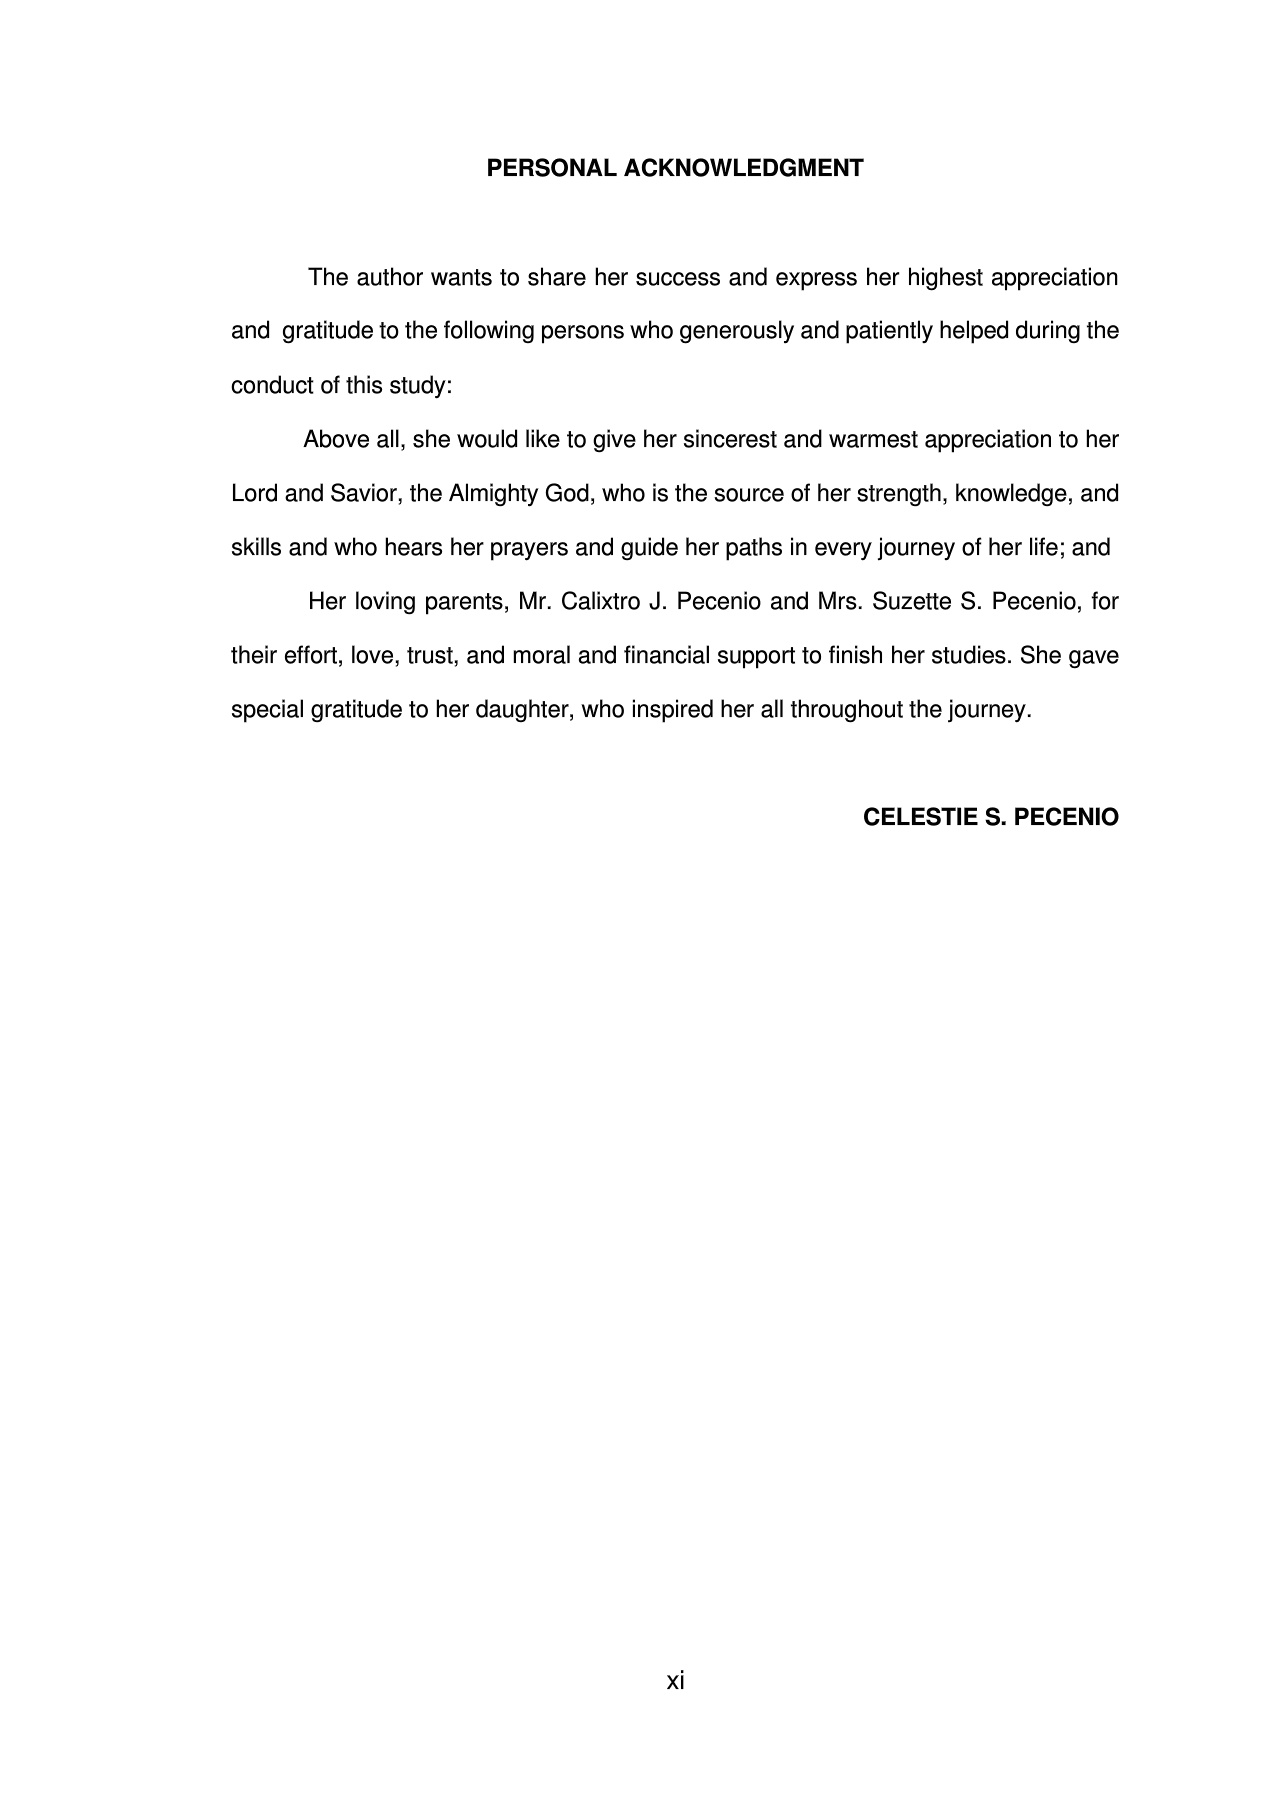 PERSONAL ACKNOWLEDGMENT
The author wants to share her success and express her highest appreciation
and  gratitude to the following persons who generously and patiently helped during the
conduct of this study:
Above all, she would like to give her sincerest and warmest appreciation to her
Lord and Savior, the Almighty God, who is the source of her strength, knowledge, and
skills and who hears her prayers and guide her paths in every journey of her life; and
Her loving parents, Mr. Calixtro J. Pecenio and Mrs. Suzette S. Pecenio, for
their effort, love, trust, and moral and financial support to finish her studies. She gave
special gratitude to her daughter, who inspired her all throughout the journey.
CELESTIE S. PECENIO
xi